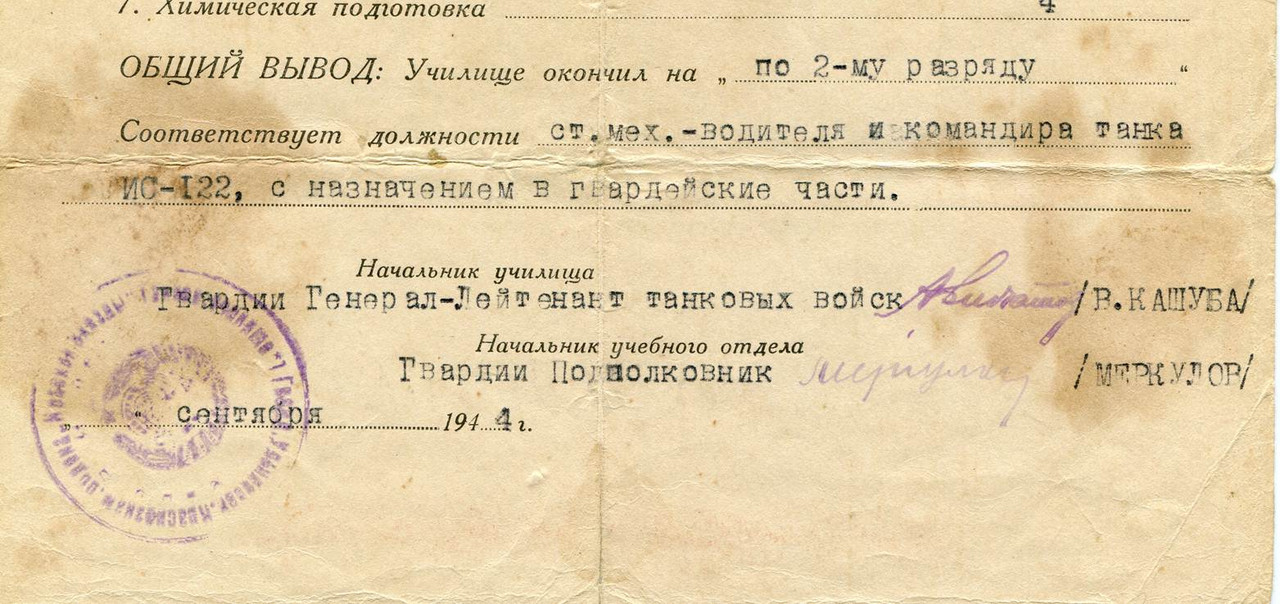 7. Химическая подготовка 4
ОБЩИЙ ВЫВОД: Училище окончил на „ по 2-му разряду “
Соответствует должности ст.мех.-водителя и командира танка
ИС-122, с назначением в гвардейские части.
Начальник училища
Гвардии Генерал-Лейтенант танковых войск /В.КАШУБА/
Начальник учебного отдела
Гвардии Подполковник Меркулов /МЕРКУЛОВ/
„ “ сентября 1944 г.